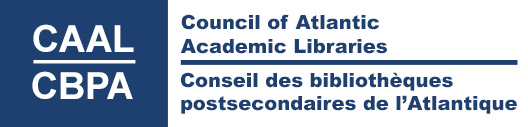 CAAL
CBPA
Council of Atlantic
Academic Libraries
Conseil des bibliothèques
postsecondaires de l’Atlantique